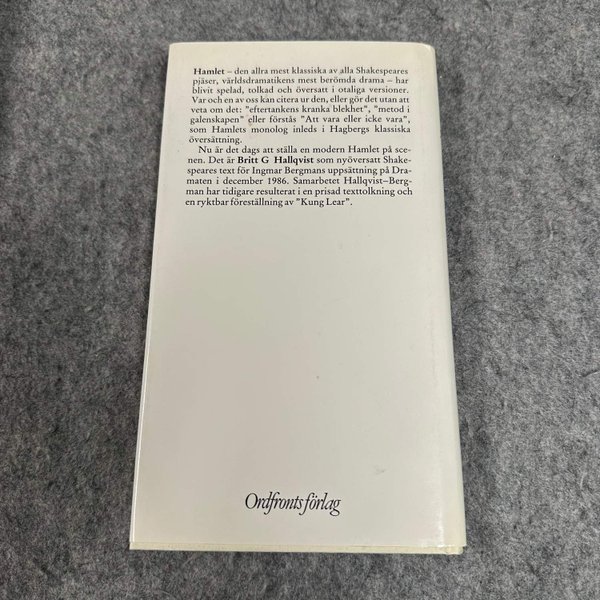 Hamlet – den allra mest klassiska av alla Shakespeares
pjäser, världsdramatikens mest berömda drama – har
blivit spelad, tolkad och översatt i otaliga versioner.
Var och en av oss kan citera ur den, eller gör det utan att
veta om det: "eftertankens kranka blekhet", "metod i
galenskapen" eller förstås "Att vara eller icke vara",
som Hamlets monolog inleds i Hagbergs klassiska
översättning.
Nu är det dags att ställa en modern Hamlet på sce-
nen. Det är Britt G Hallqvist som nyöversatt Shake-
speares text för Ingmar Bergmans uppsättning på Dra-
maten i december 1986. Samarbetet Hallqvist–Berg-
man har tidigare resulterat i en prisad texttolkning och
en ryktbar föreställning av "Kung Lear".
Ordfronts förlag